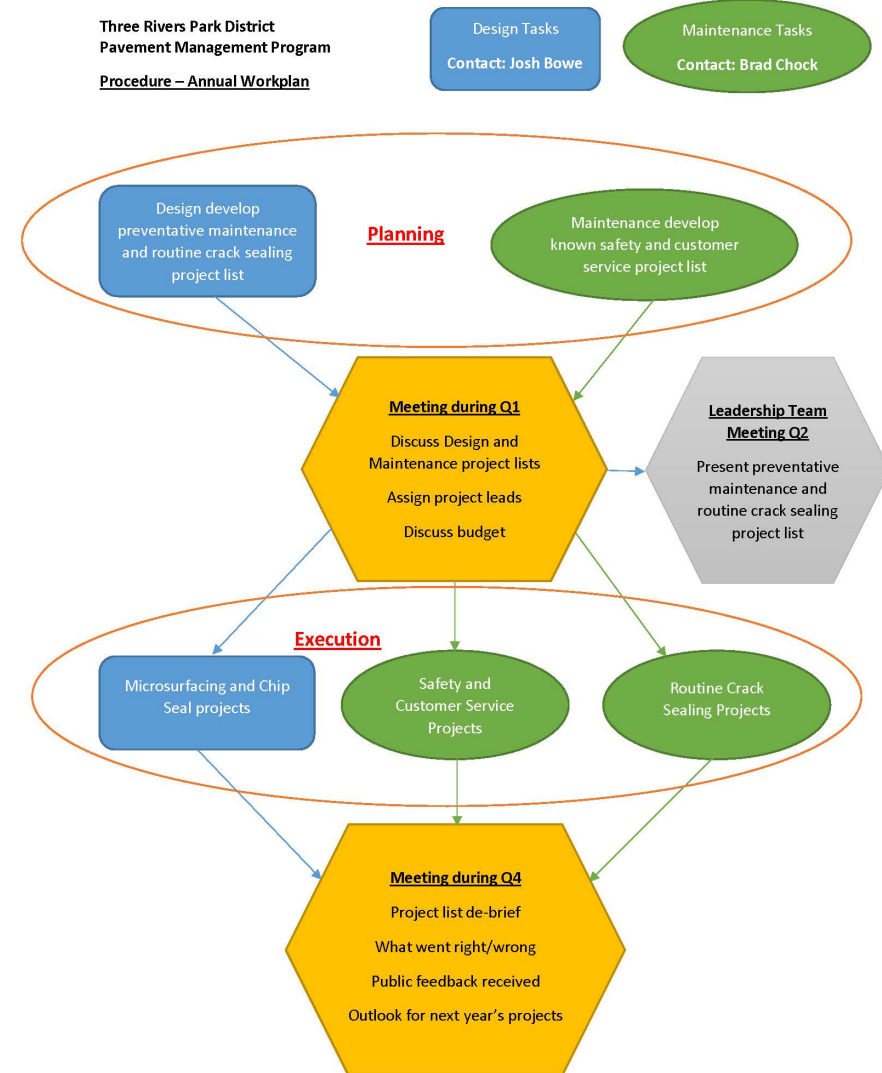 Three Rivers Park District
Pavement Management Program
Procedure – Annual Workplan
Design Tasks
Contact: Josh Bowe
Maintenance Tasks
Contact: Brad Chock
Design develop
preventative maintenance
and routine crack sealing
project list
Planning
Maintenance develop
known safety and customer
service project list
Meeting during Q1
Discuss Design and
Maintenance project lists
Assign project leads
Discuss budget
Leadership Team
Meeting Q2
Present preventative
maintenance and
routine crack sealing
project list
Execution
Microsurfacing and Chip
Seal projects
Safety and
Customer Service
Projects
Routine Crack
Sealing Projects
Meeting during Q4
Project list de-brief
What went right/wrong
Public feedback received
Outlook for next year’s projects